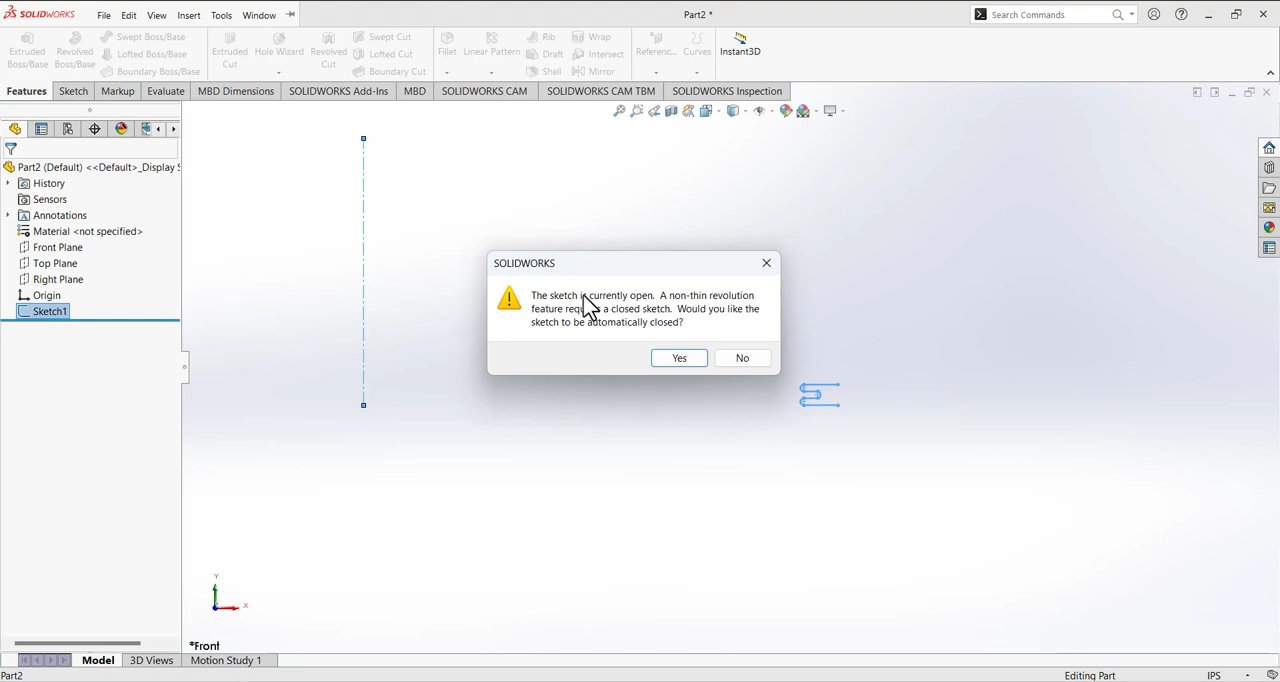 SOLIDWORKS File Edit View Insert Tools Window Part2 * Search Commands
Extruded Boss/Base Revolved Boss/Base Swept Boss/Base Lofted Boss/Base Boundary Boss/Base Extruded Cut Hole Wizard Revolved Cut Swept Cut Lofted Cut Boundary Cut Fillet Linear Pattern Rib Draft Shell Wrap Intersect Mirror Referenc... Curves Instant3D
Features Sketch Markup Evaluate MBD Dimensions SOLIDWORKS Add-Ins MBD SOLIDWORKS CAM SOLIDWORKS CAM TBM SOLIDWORKS Inspection
Part2 (Default) <<Default>_Display S
History
Sensors
Annotations
Material <not specified>
Front Plane
Top Plane
Right Plane
Origin
Sketch1
SOLIDWORKS
The sketch is currently open. A non-thin revolution
feature a closed sketch. Would you like the
sketch to be automatically closed?
Yes No
Y
X
*Front
Model 3D Views Motion Study 1
Part2 Editing Part IPS